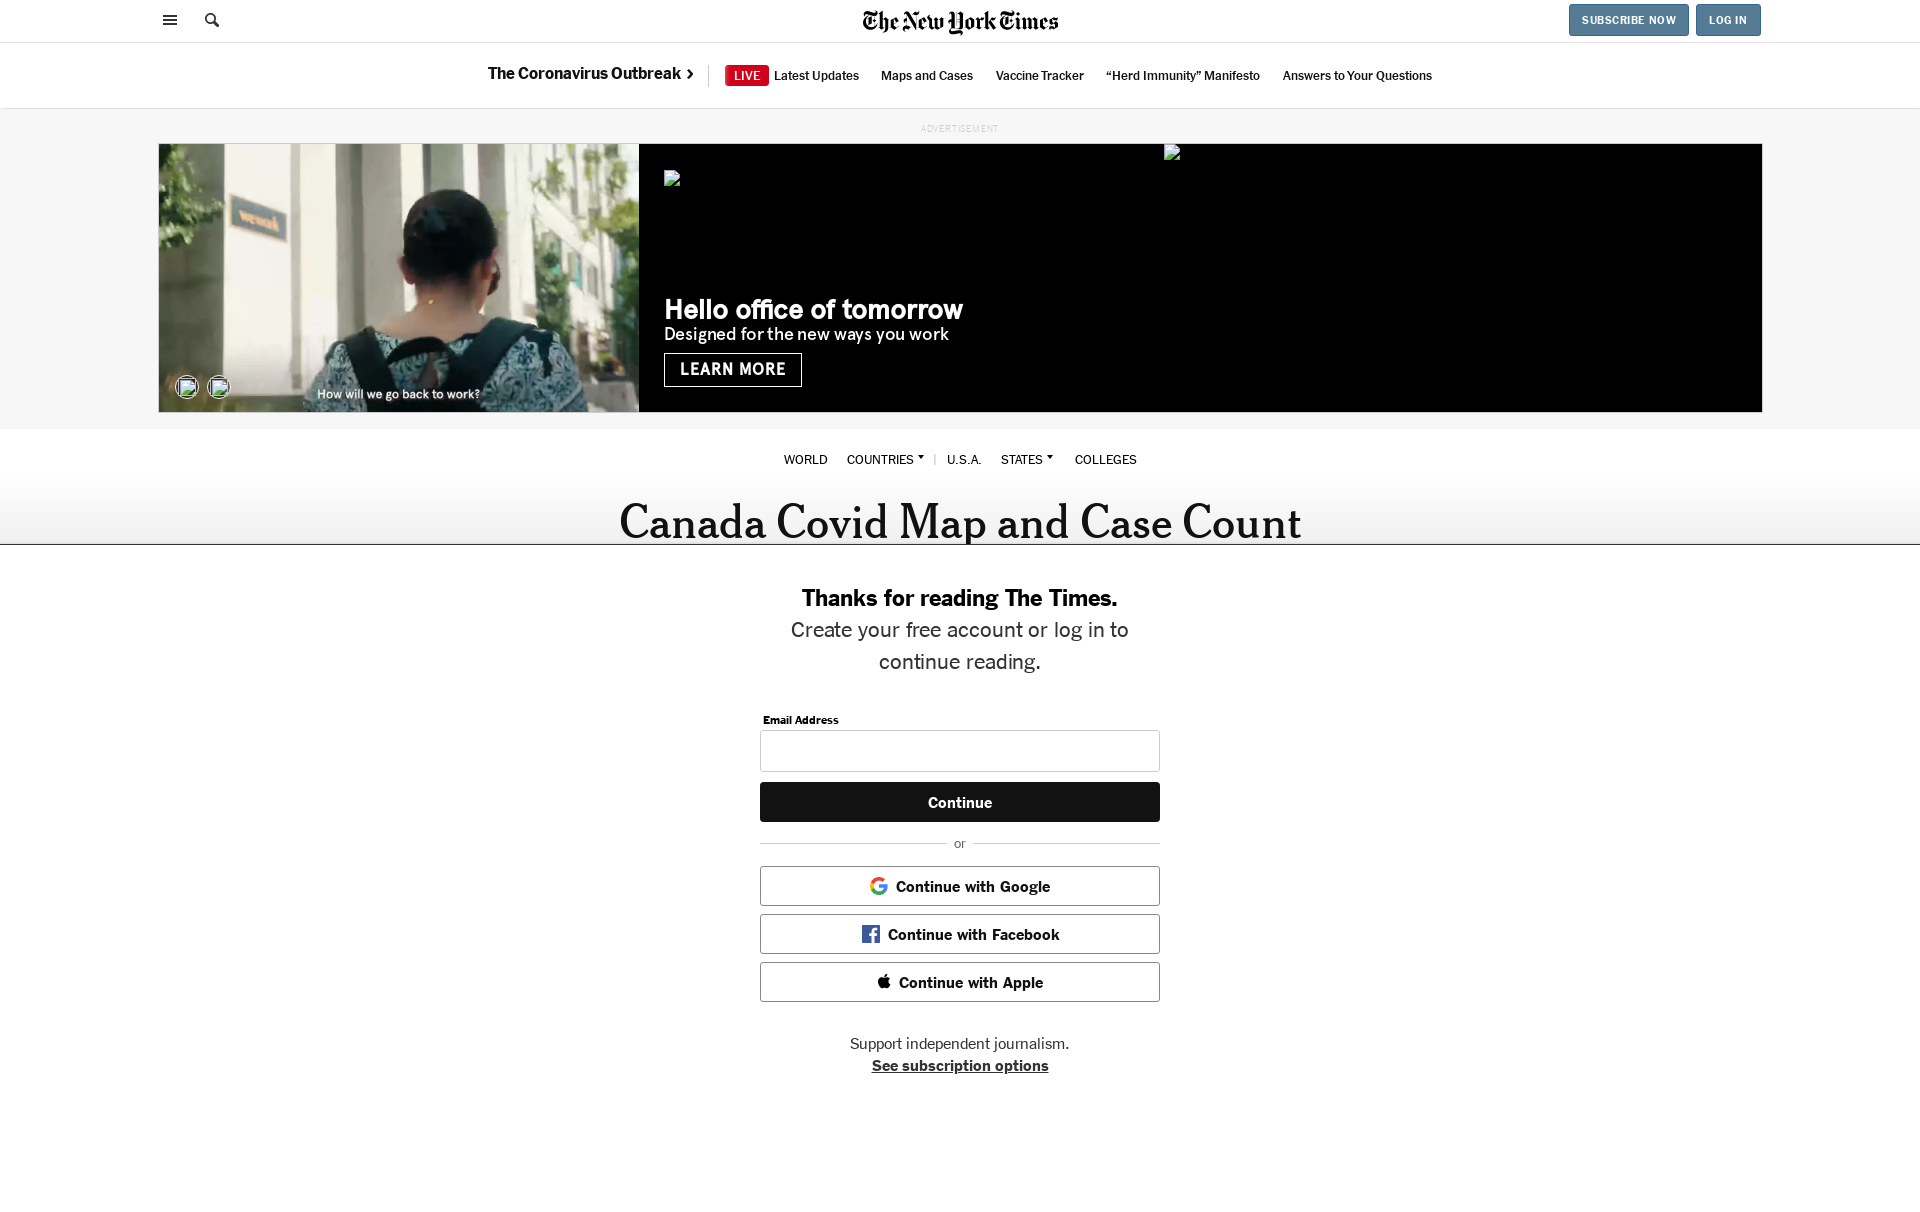 The New York Times
SUBSCRIBE NOW
LOG IN
The Coronavirus Outbreak
LIVE Latest Updates
Maps and Cases
Vaccine Tracker
“Herd Immunity” Manifesto
Answers to Your Questions
ADVERTISEMENT
wework
Hello office of tomorrow
Designed for the new ways you work
LEARN MORE
How will we go back to work?
WORLD
COUNTRIES
U.S.A.
STATES
COLLEGES
Canada Covid Map and Case Count
Thanks for reading The Times.
Create your free account or log in to
continue reading.
Email Address
Continue
or
Continue with Google
Continue with Facebook
Continue with Apple
Support independent journalism.
See subscription options